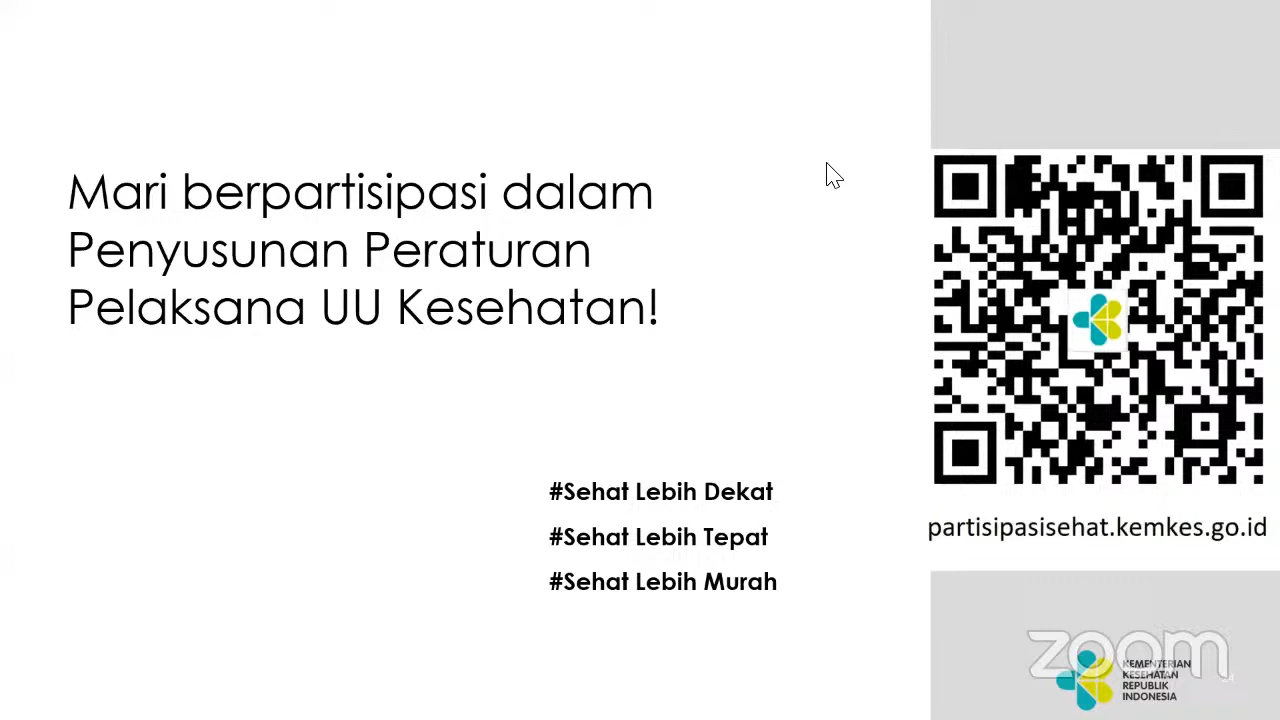 Mari berpartisipasi dalam
Penyusunan Peraturan
Pelaksana UU Kesehatan!
#Sehat Lebih Dekat
#Sehat Lebih Tepat
#Sehat Lebih Murah
partisipasisehat.kemkes.go.id
zoom
KEMENTERIAN
KESEHATAN
REPUBLIK
INDONESIA